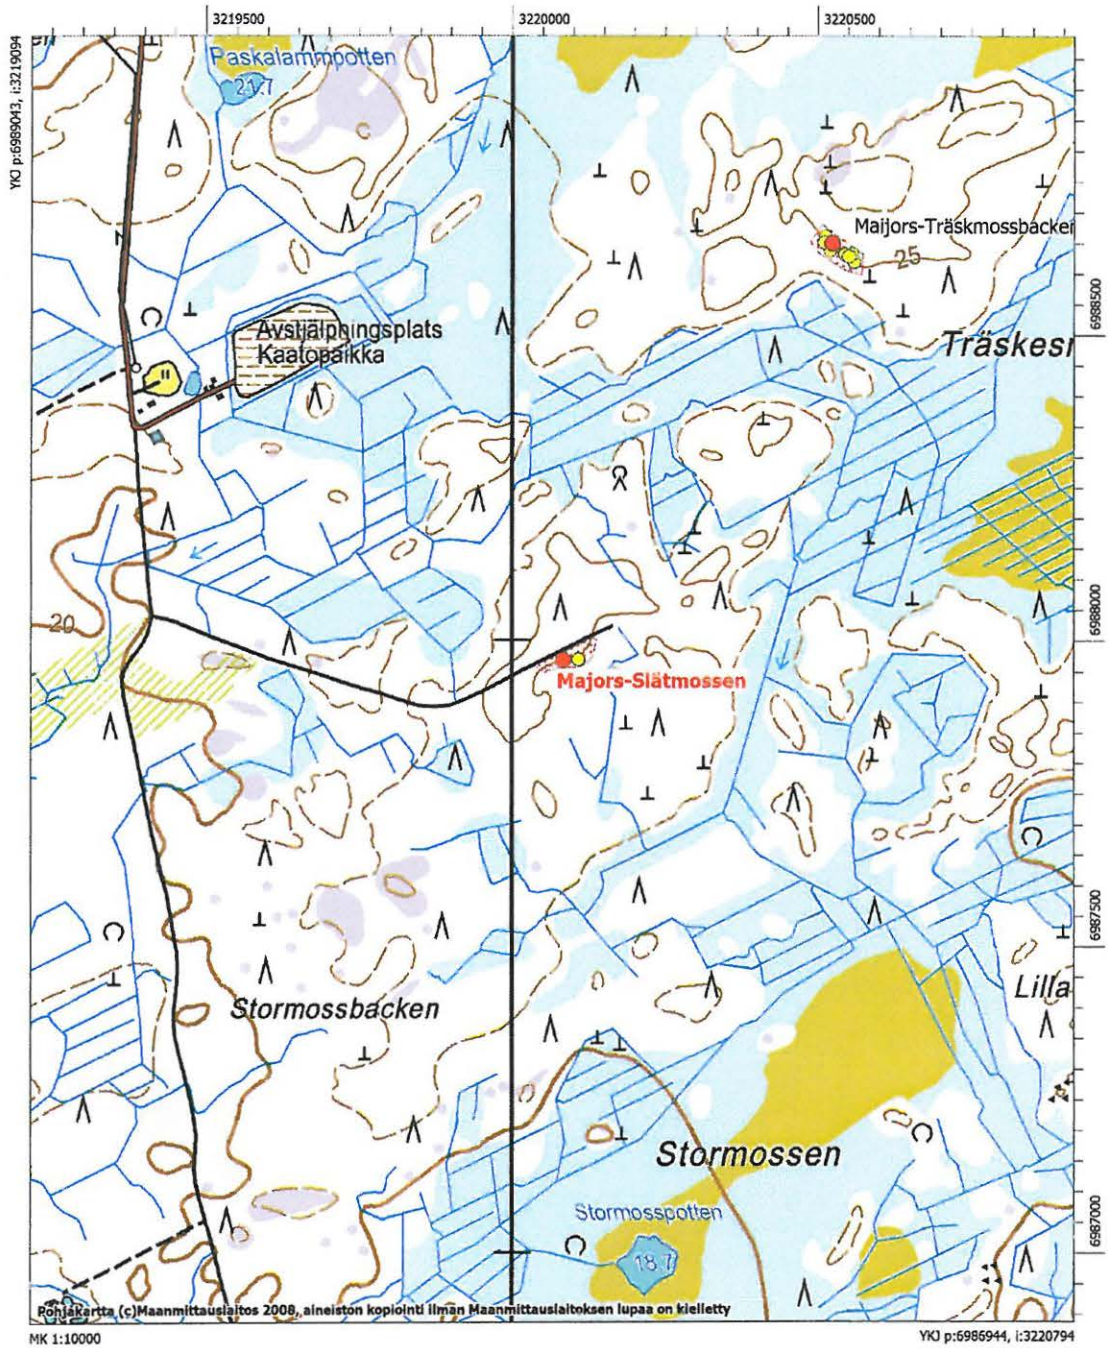 3219500
3220000
3220500
YKJ p:6989043, i:3219094
Paskalammpotten
21.7
Maijors-Träskmossbacken
25
6988500
Avstjälpningsplats
Kaatopaikka
Träskesm
6988000
20
Majors-Slätmossen
6987500
Lilla
Stormossbacken
Stormossen
Stormosspotten
6987000
18.7
Pohjakartta (c)Maanmittauslaitos 2008, aineiston kopiointi ilman Maanmittauslaitoksen lupaa on kielletty
MK 1:10000
YKJ p:6986944, i:3220794